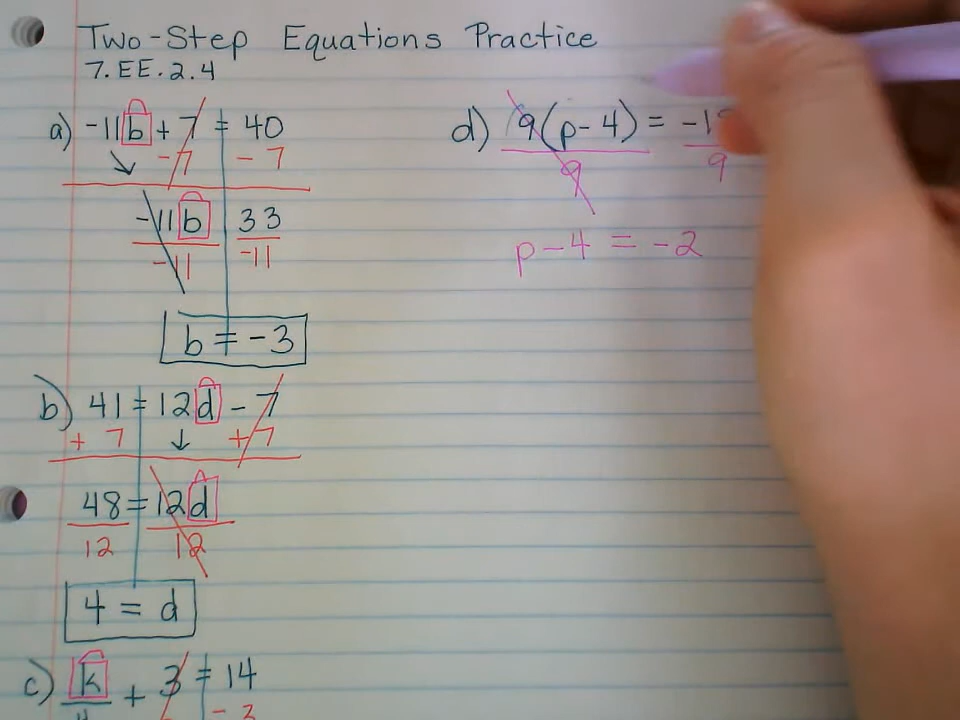 Two-Step Equations Practice
7.EE.2.4
a) -11b + 7 = 40
- 7 - 7
-11b 33
-11 -11
b = -3
b) 41 = 12d - 7
+ 7 + 7
48 = 12d
12 12
4 = d
c) k + 3 = 14
- 3
d) 9(p - 4) = -1
9 9
p - 4 = -2